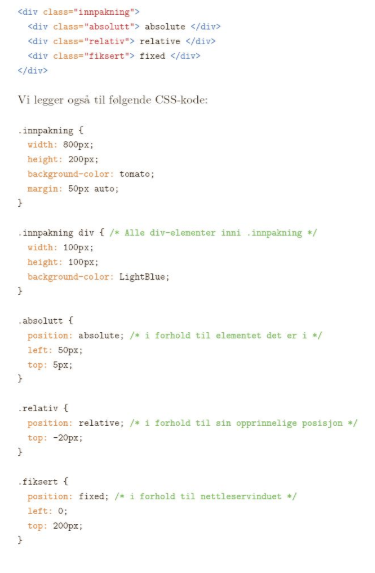 <div class="innpakning">
<div class="absolutt"> absolute </div>
<div class="relativ"> relative </div>
<div class="fiksert"> fixed </div>
</div>
Vi legger også til følgende CSS-kode:
.innpakning {
width: 800px;
height: 200px;
background-color: tomato;
margin: 50px auto;
}
.innpakning div { /* Alle div-elementer inni .innpakning */
width: 100px;
height: 100px;
background-color: LightBlue;
}
.absolutt {
position: absolute; /* i forhold til elementet det er i */
left: 50px;
top: 5px;
}
.relativ {
position: relative; /* i forhold til sin opprinnelige posisjon */
top: -20px;
}
.fiksert {
position: fixed; /* i forhold til nettleservinduet */
left: 0;
top: 200px;
}